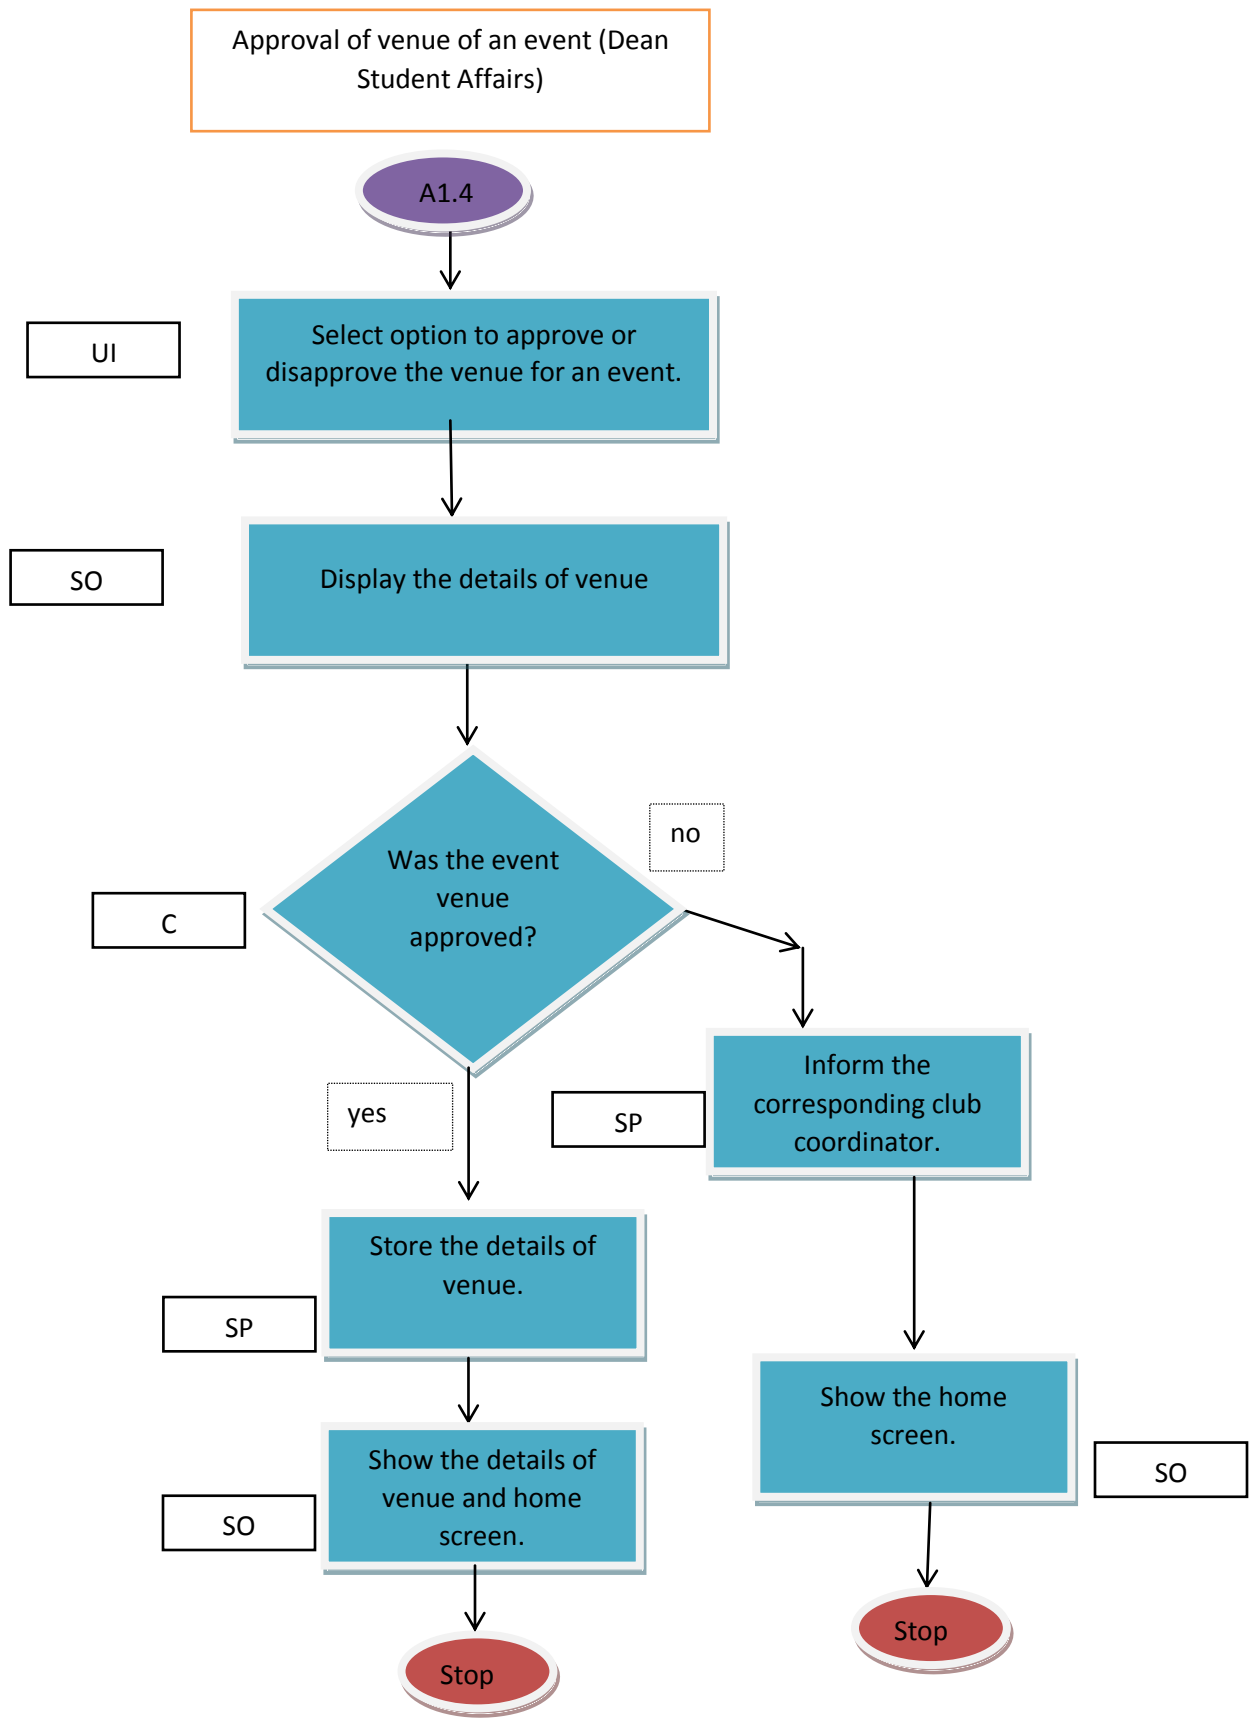 Approval of venue of an event (Dean
Student Affairs)
A1.4
UI
Select option to approve or
disapprove the venue for an event.
SO
Display the details of venue
no
C
Was the event
venue
approved?
yes
SP
Inform the
corresponding club
coordinator.
Store the details of
venue.
SP
Show the home
screen.
SO
Show the details of
venue and home
screen.
SO
Stop
Stop